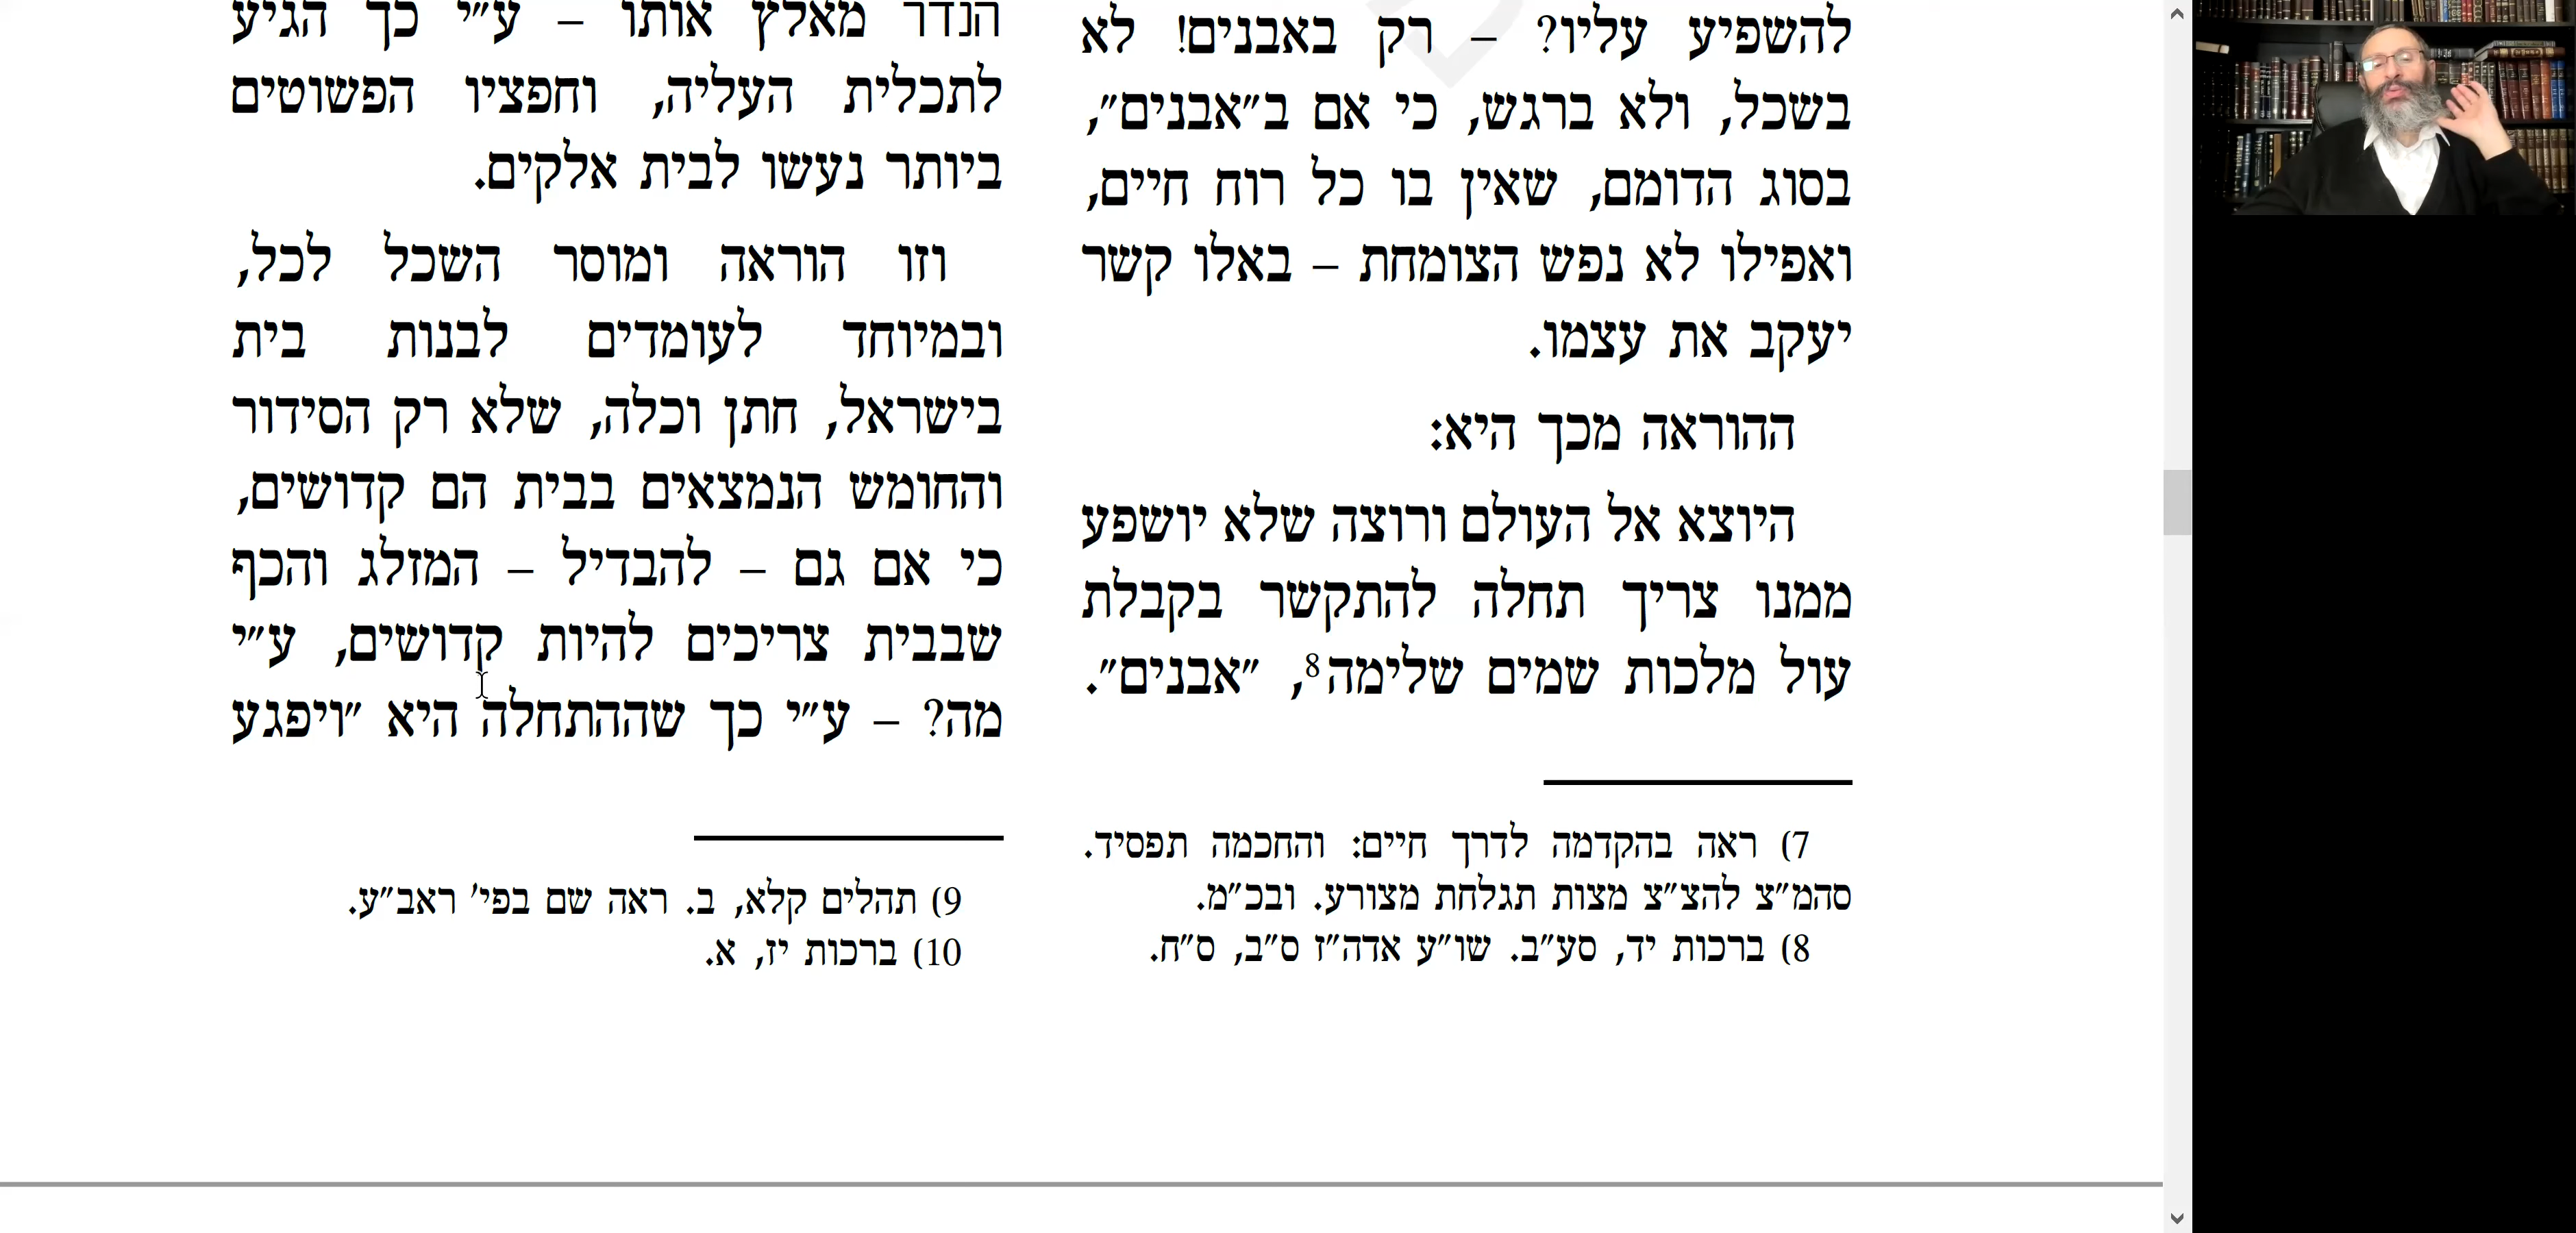 להשפיע עליו? – רק באבנים! לא
בשכל, ולא ברגש, כי אם ב״אבנים״,
בסוג הדומם, שאין בו כל רוח חיים,
ואפילו לא נפש הצומחת – באלו קשר
יעקב את עצמו.
ההוראה מכך היא:
היוצא אל העולם ורוצה שלא יושפע
ממנו צריך תחלה להתקשר בקבלת
עול מלכות שמים שלימה8, ״אבנים״.
7) ראה בהקדמה לדרך חיים: והחכמה תפסיד.
סהמ״צ להצ״צ מצות תגלחת מצורע. ובכ״מ.
8) ברכות יד, סע״ב. שו״ע אדה״ז ס״ב, ס״ח.
הנדר מאלץ אותו – ע״י כך הגיע
לתכלית העליה, וחפציו הפשוטים
ביותר נעשו לבית אלקים.
וזו הוראה ומוסר השכל לכל,
ובמיוחד לעומדים לבנות בית
בישראל, חתן וכלה, שלא רק הסידור
והחומש הנמצאים בבית הם קדושים,
כי אם גם – להבדיל – המזלג והכף
שבבית צריכים להיות קדושים, ע״י
מה? – ע״י כך שההתחלה היא ״ויפגע
9) תהלים קלא, ב. ראה שם בפי' ראב״ע.
10) ברכות יז, א.